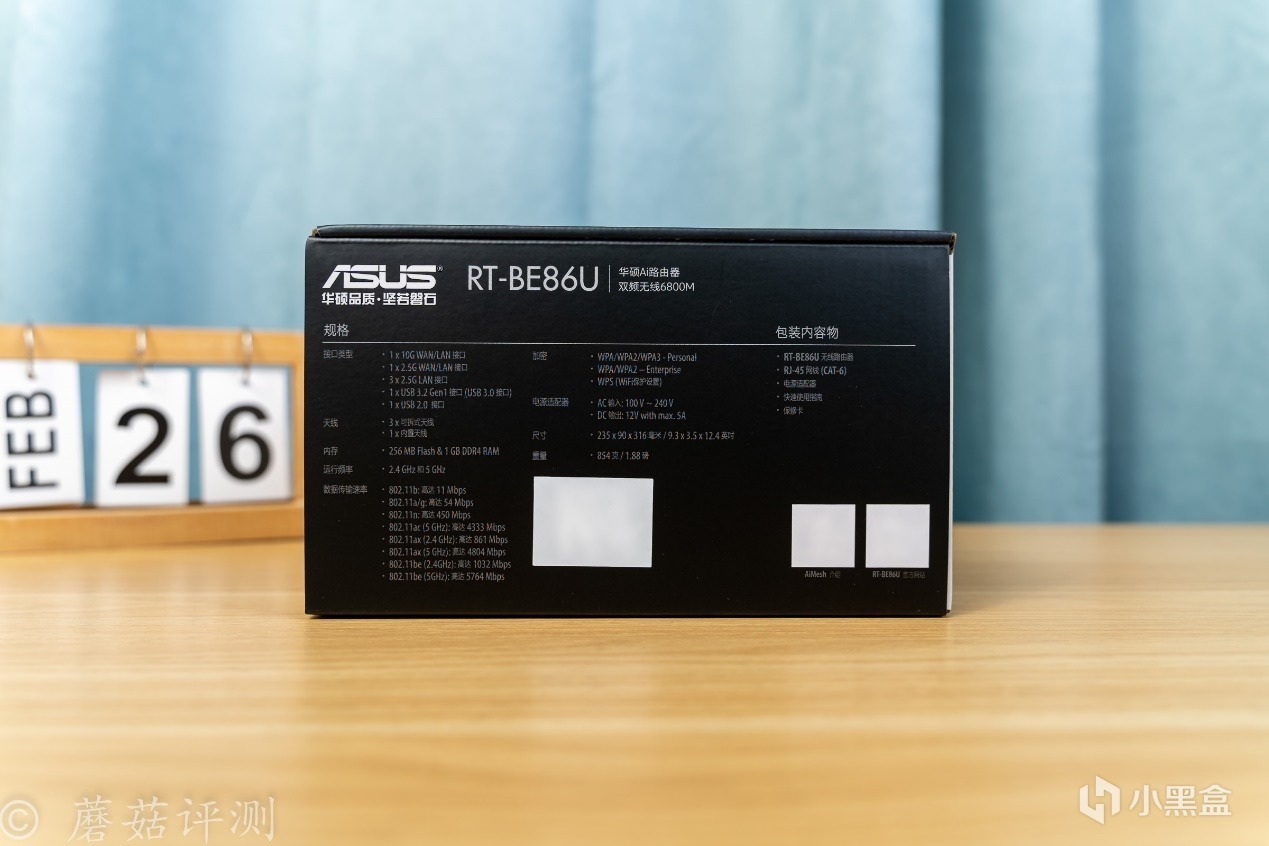 ASUS®
华硕品质·坚若磐石
RT-BE86U
华硕Ai路由器
双频无线6800M
规格
接口类型
· 1 x 10G WAN/LAN 接口
· 1 x 2.5G WAN/LAN 接口
· 3 x 2.5G LAN 接口
· 1 x USB 3.2 Gen1 接口 (USB 3.0 接口)
· 1 x USB 2.0 接口
天线
· 3 x 可拆式天线
· 1 x 内置天线
内存
· 256 MB Flash & 1 GB DDR4 RAM
运行频率
· 2.4 GHz 和 5 GHz
数据传输速率
· 802.11b: 高达 11 Mbps
· 802.11a/g: 高达 54 Mbps
· 802.11n: 高达 450 Mbps
· 802.11ac (5 GHz): 高达 4333 Mbps
· 802.11ax (2.4 GHz): 高达 861 Mbps
· 802.11ax (5 GHz): 高达 4804 Mbps
· 802.11be (2.4GHz): 高达 1032 Mbps
· 802.11be (5GHz): 高达 5764 Mbps
加密
· WPA/WPA2/WPA3 - Personal
· WPA/WPA2 – Enterprise
· WPS (WiFi保护设置)
电源适配器
· AC 输入: 100 V ~ 240 V
· DC 输出: 12V with max. 5A
尺寸
· 235 x 90 x 316 毫米 / 9.3 x 3.5 x 12.4 英吋
重量
· 854 克 / 1.88 磅
包装内容物
· RT-BE86U 无线路由器
· RJ-45 网线 (CAT-6)
· 电源适配器
· 快速使用指南
· 保修卡
AiMesh 介绍
RT-BE86U 官方网站
FEB
2
6
© 蘑菇评测
小黑盒